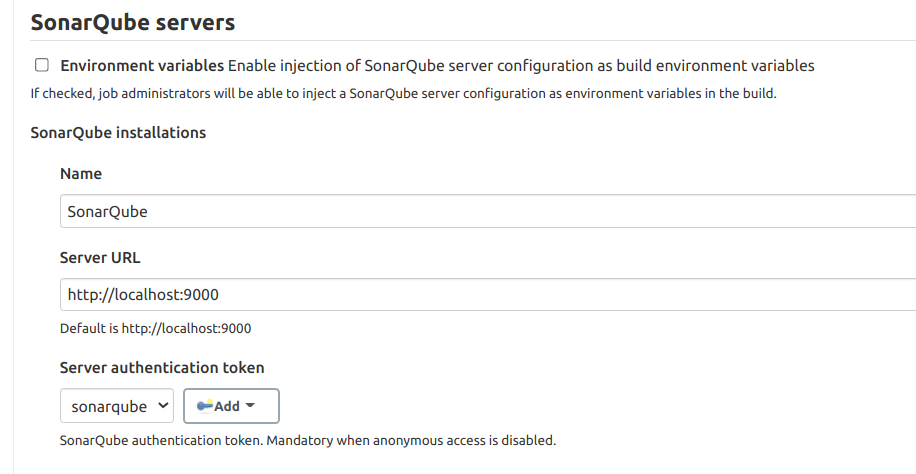 SonarQube servers
Environment variables Enable injection of SonarQube server configuration as build environment variables
If checked, job administrators will be able to inject a SonarQube server configuration as environment variables in the build.
SonarQube installations
Name
SonarQube
Server URL
http://localhost:9000
Default is http://localhost:9000
Server authentication token
sonarqube Add
SonarQube authentication token. Mandatory when anonymous access is disabled.